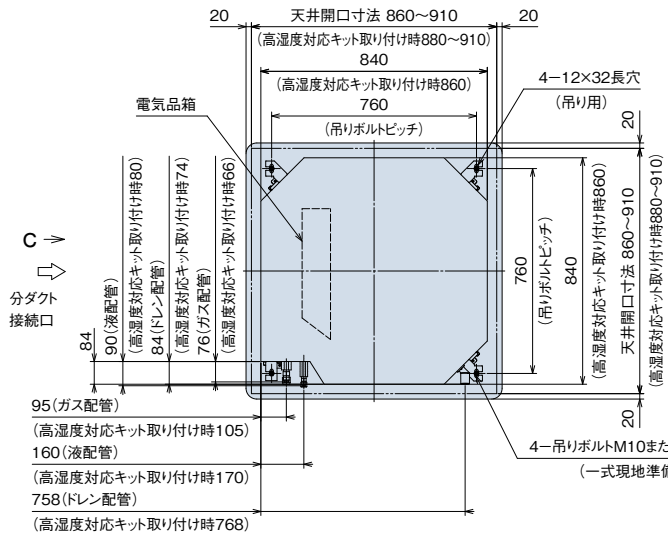 20
天井開口寸法 860～910
20
(高湿度対応キット取り付け時880～910)
840
(高湿度対応キット取り付け時860)
760
(吊りボルトピッチ)
電気品箱
4－12×32長穴
(吊り用)
20
C
分ダクト
接続口
84
90(液配管)
(高湿度対応キット取り付け時80)
84(ドレン配管)
(高湿度対応キット取り付け時74)
76(ガス配管)
(高湿度対応キット取り付け時66)
760
(吊りボルトピッチ)
840
(高湿度対応キット取り付け時860)
天井開口寸法 860～910
(高湿度対応キット取り付け時880～910)
20
95(ガス配管)
(高湿度対応キット取り付け時105)
160(液配管)
(高湿度対応キット取り付け時170)
758(ドレン配管)
(高湿度対応キット取り付け時768)
4－吊りボルトM10また
(一式現地準備